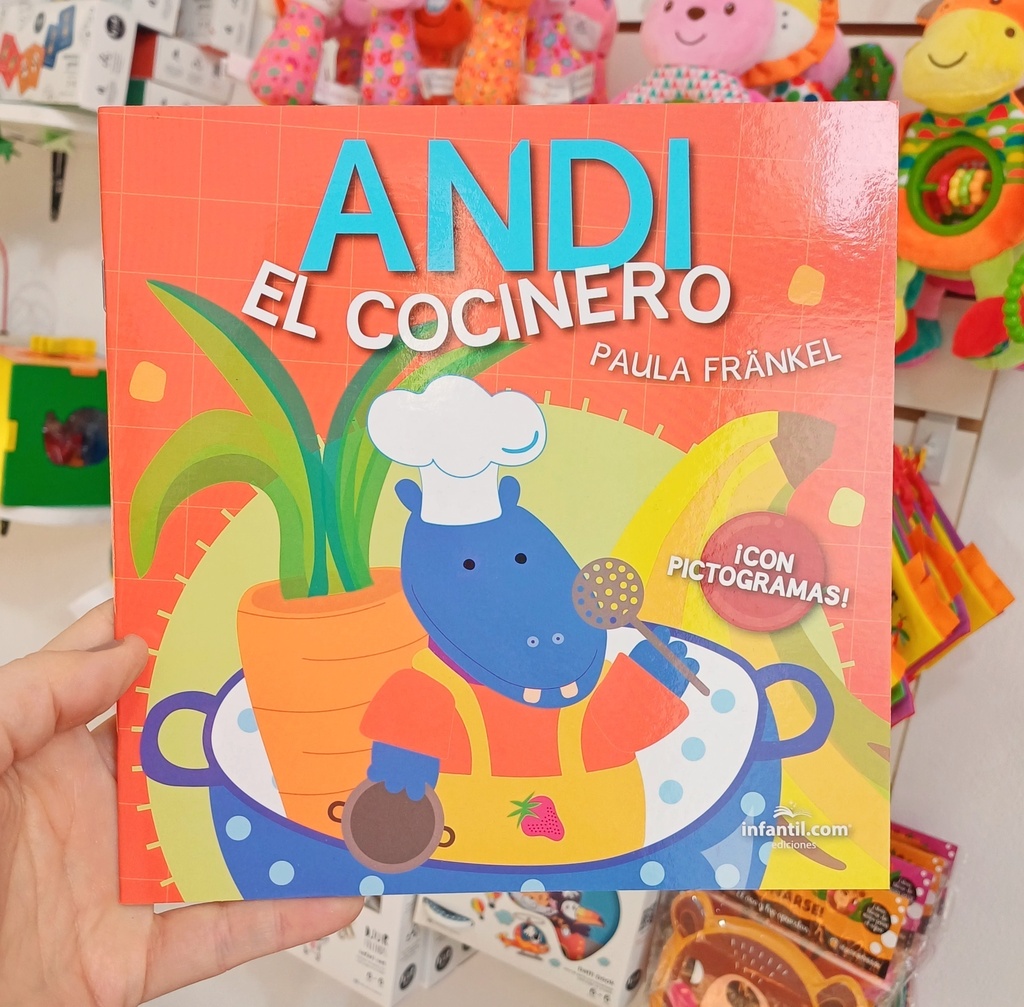 ANDI
EL COCINERO
PAULA FRÄNKEL
¡CON
PICTOGRAMAS!
infantil.com
ediciones